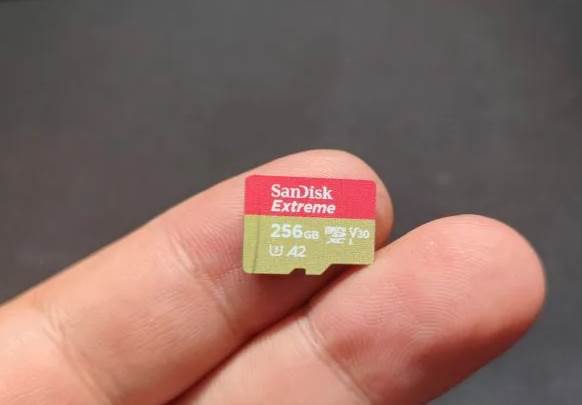 SanDisk
Extreme
256GB microSD XC I V30
U3 A2